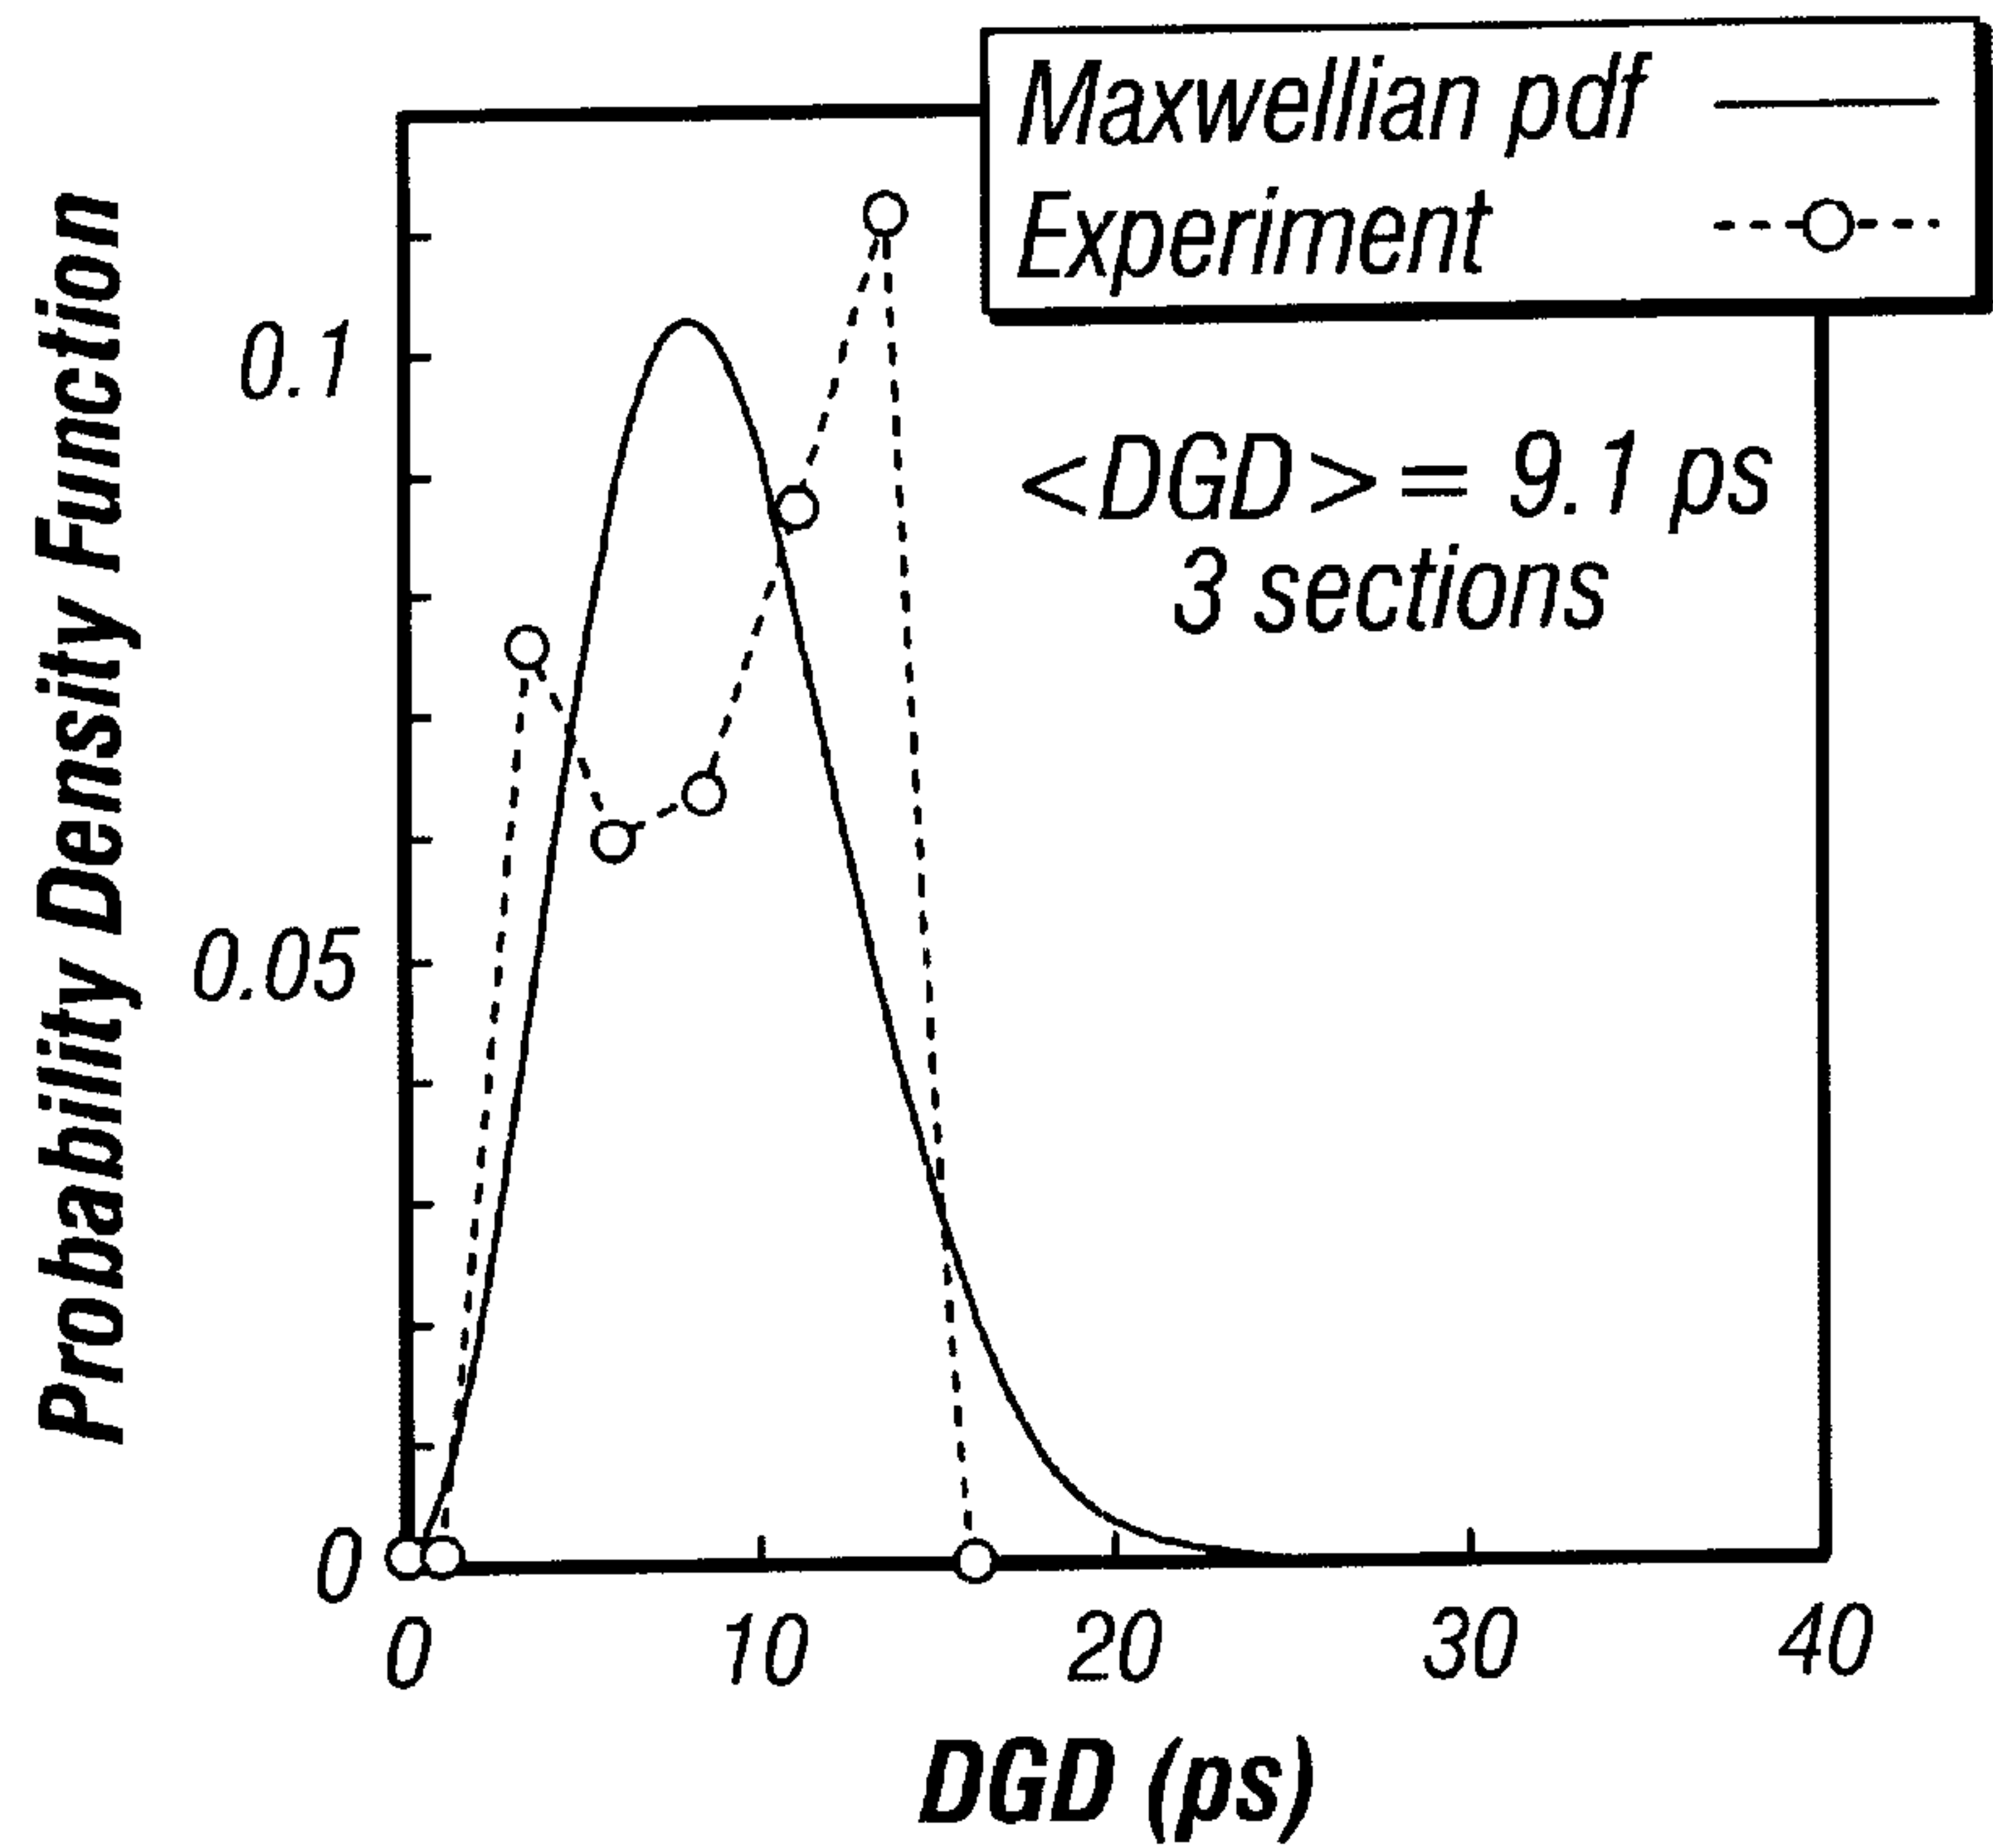 Maxwellian pdf
Experiment
<DGD> = 9.1 ps
3 sections
Probability Density Function
0.1
0.05
0
0 10 20 30 40
DGD (ps)